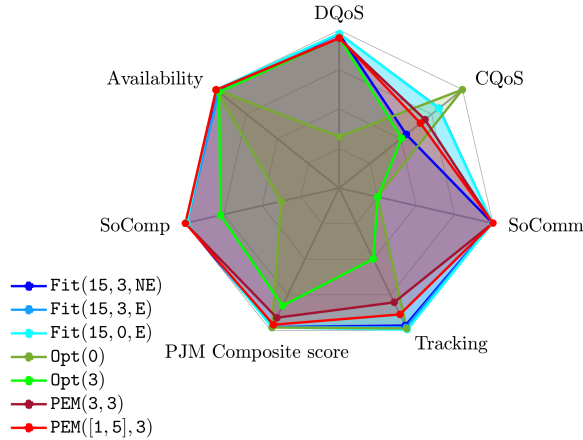 DQoS
Availability
CQoS
SoComp
SoComm
Fit(15,3,NE)
Fit(15,3,E)
Fit(15,0,E)
PJM Composite score
Tracking
Opt(0)
Opt(3)
PEM(3,3)
PEM([1,5],3)